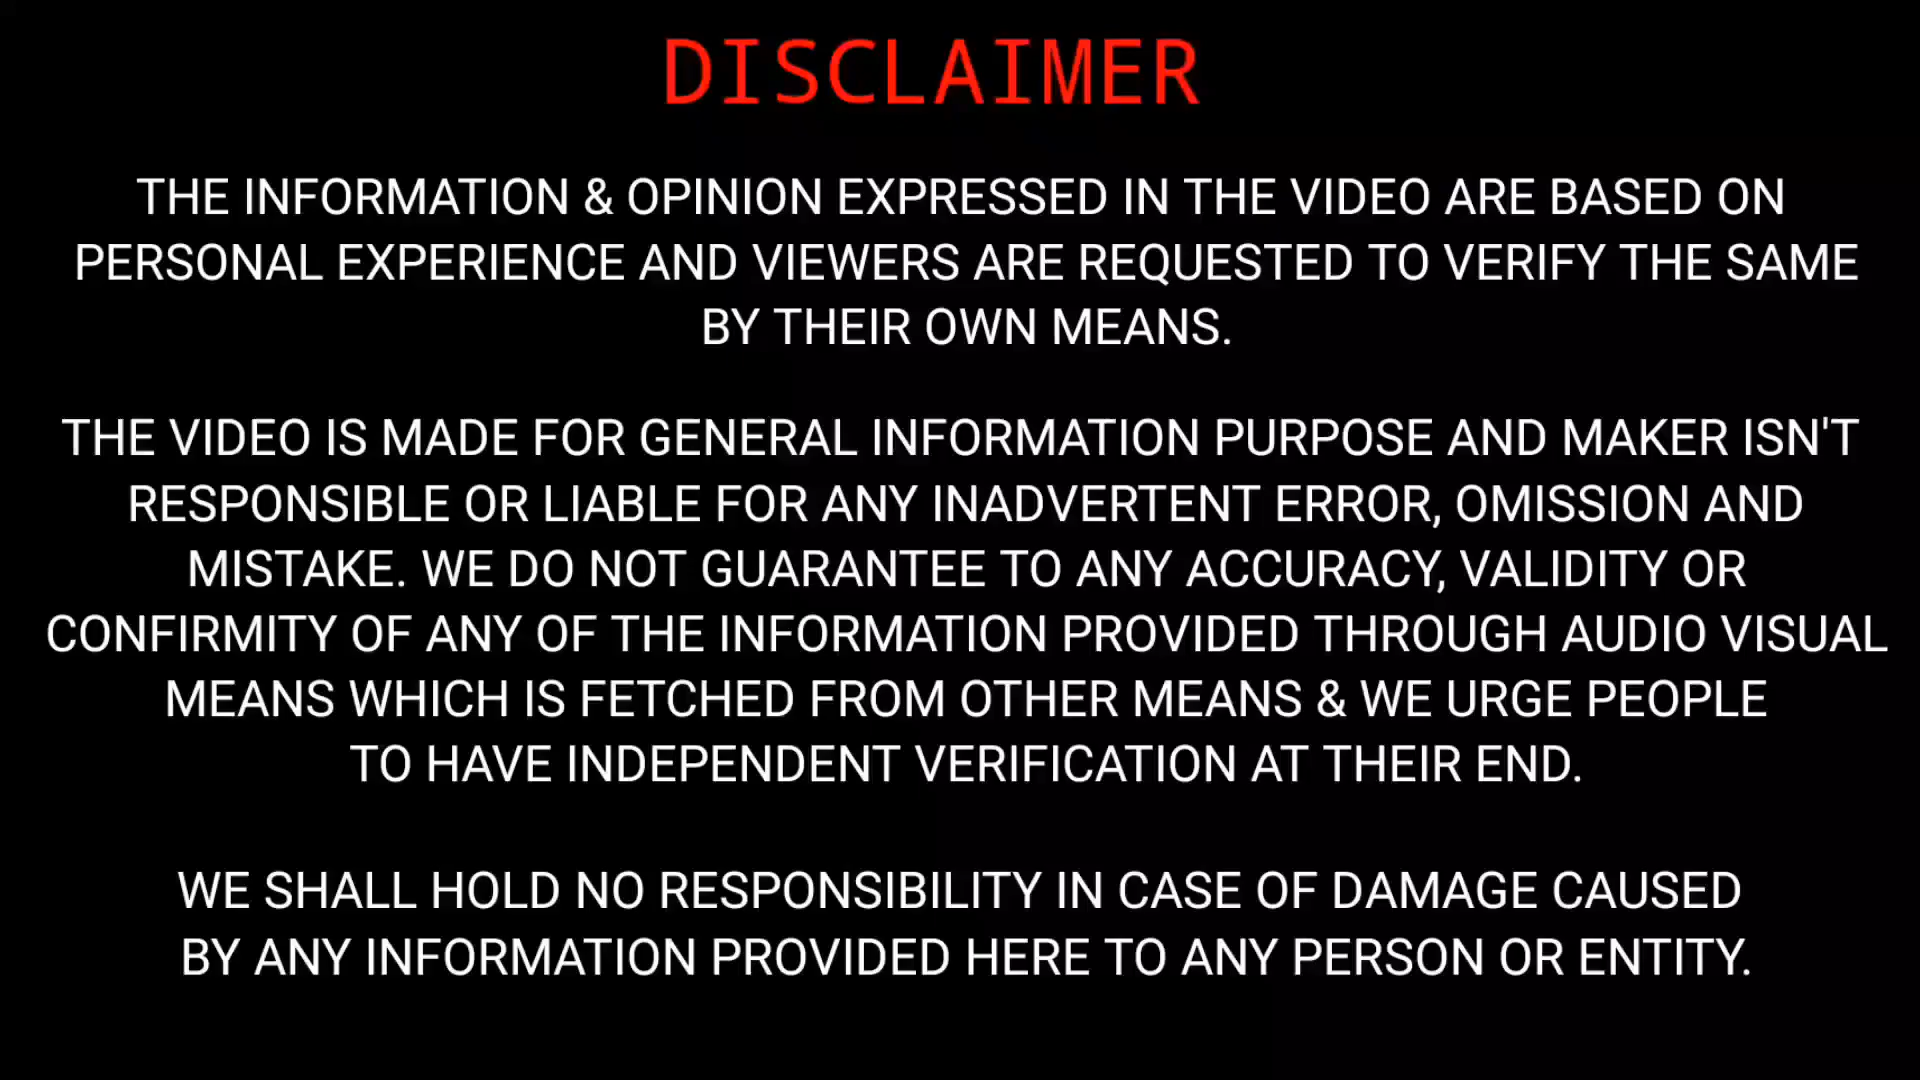 DISCLAIMER
THE INFORMATION & OPINION EXPRESSED IN THE VIDEO ARE BASED ON
PERSONAL EXPERIENCE AND VIEWERS ARE REQUESTED TO VERIFY THE SAME
BY THEIR OWN MEANS.
THE VIDEO IS MADE FOR GENERAL INFORMATION PURPOSE AND MAKER ISN'T
RESPONSIBLE OR LIABLE FOR ANY INADVERTENT ERROR, OMISSION AND
MISTAKE. WE DO NOT GUARANTEE TO ANY ACCURACY, VALIDITY OR
CONFIRMITY OF ANY OF THE INFORMATION PROVIDED THROUGH AUDIO VISUAL
MEANS WHICH IS FETCHED FROM OTHER MEANS & WE URGE PEOPLE
TO HAVE INDEPENDENT VERIFICATION AT THEIR END.
WE SHALL HOLD NO RESPONSIBILITY IN CASE OF DAMAGE CAUSED
BY ANY INFORMATION PROVIDED HERE TO ANY PERSON OR ENTITY.